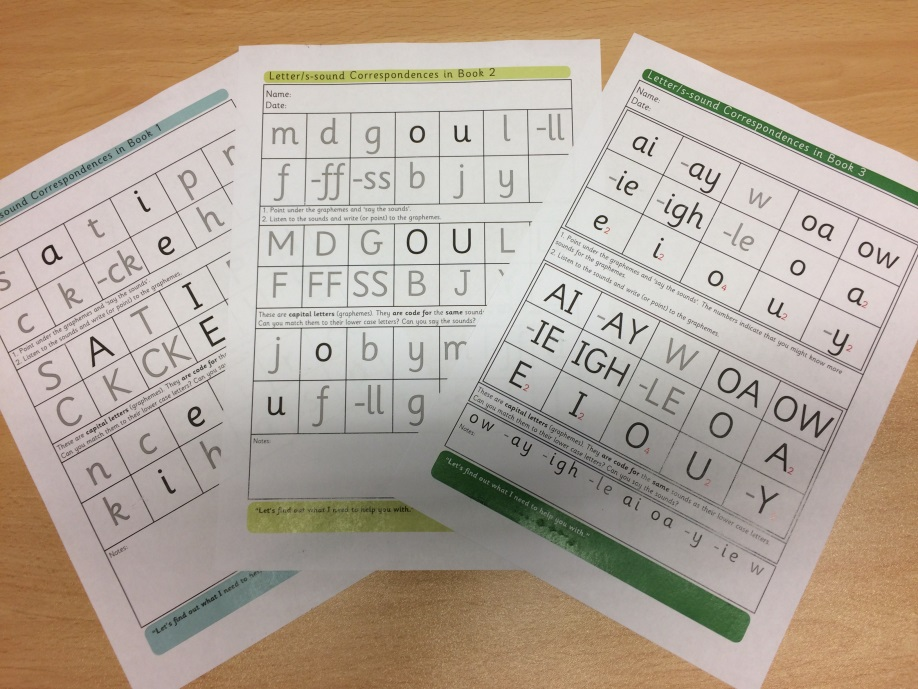 sound Correspondences in Book 1
s a t i p
c k -ck e h
1. Point under the graphemes and 'say the sounds'.
2. Listen to the sounds and write (or point) to the graphemes.
S A T I
C K CK E
These are capital letters (graphemes). They are code for the
Can you match them to their lower case letters? Can you
n c e
k i h
Notes:
"Let's find out what I need to
Letter/s-sound Correspondences in Book 2
Name:
Date:
m d g o u l -ll
f -ff -ss b j y
1. Point under the graphemes and 'say the sounds'.
2. Listen to the sounds and write (or point) to the graphemes.
M D G O U L
F FF SS B J
These are capital letters (graphemes). They are code for the same sound
Can you match them to their lower case letters? Can you say the sounds?
j o b y m
u f -ll g
Notes:
"Let's find out what I need to help you with."
Letter/s-sound Correspondences in Book 3
Name:
Date:
ai -ay w oa ow
-ie -igh -le o a2
e2 i2 o4 u2 -y2
1. Point under the graphemes and 'say the sounds'. The numbers indicate that you might know more
sounds for the graphemes.
2. Listen to the sounds and write (or point) to the graphemes.
AI -AY W OA OW
-IE IGH -LE O A2
E2 I2 O4 U2 -Y
These are capital letters (graphemes). They are code for the same sounds as their lower case letters
Can you match them to their lower case letters? Can you say the sounds?
ow -ay -igh -le ai oa -y -ie w
Notes
"Let's find out what I need to help you with."